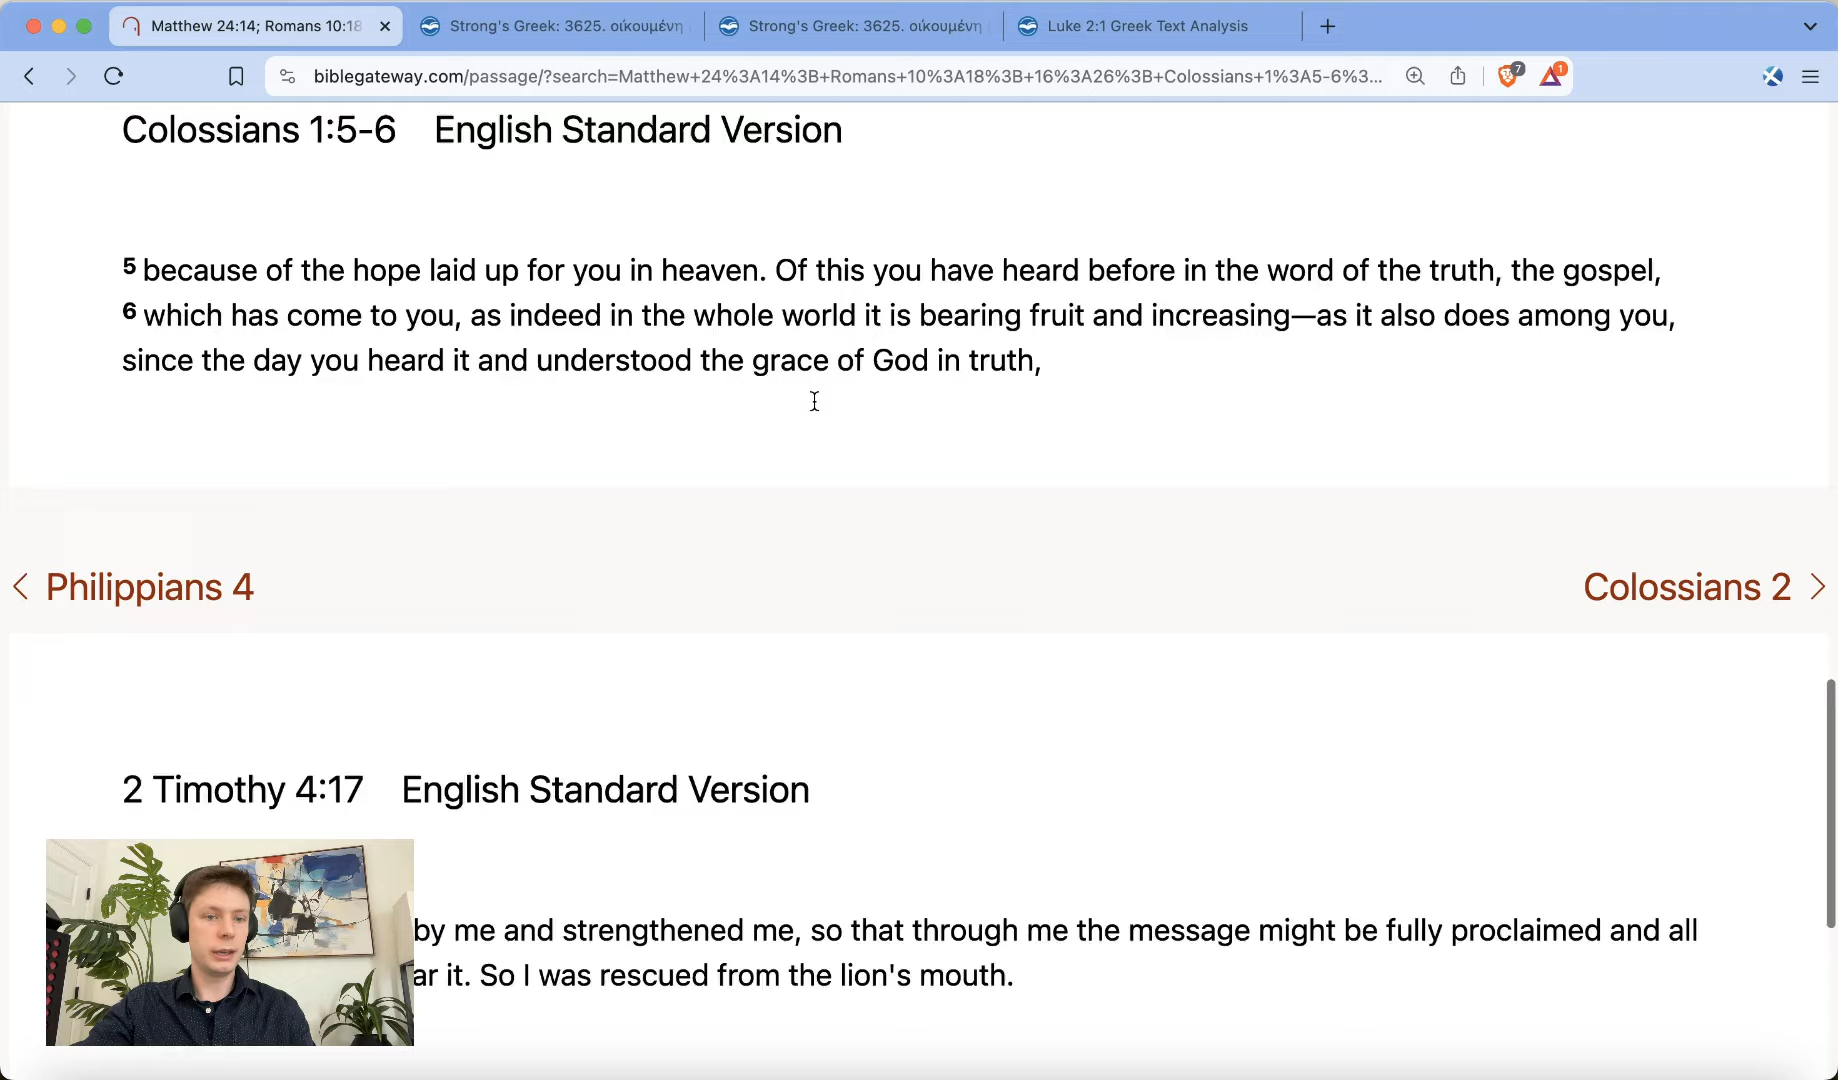 Matthew 24:14; Romans 10:18
Strong's Greek: 3625. οἰκουμένη
Strong's Greek: 3625. οἰκουμένη
Luke 2:1 Greek Text Analysis
biblegateway.com/passage/?search=Matthew+24%3A14%3B+Romans+10%3A18%3B+16%3A26%3B+Colossians+1%3A5-6%3...
7
1
Colossians 1:5-6 English Standard Version
5 because of the hope laid up for you in heaven. Of this you have heard before in the word of the truth, the gospel,
6 which has come to you, as indeed in the whole world it is bearing fruit and increasing—as it also does among you,
since the day you heard it and understood the grace of God in truth,
Philippians 4
Colossians 2
2 Timothy 4:17 English Standard Version
by me and strengthened me, so that through me the message might be fully proclaimed and all
ar it. So I was rescued from the lion's mouth.